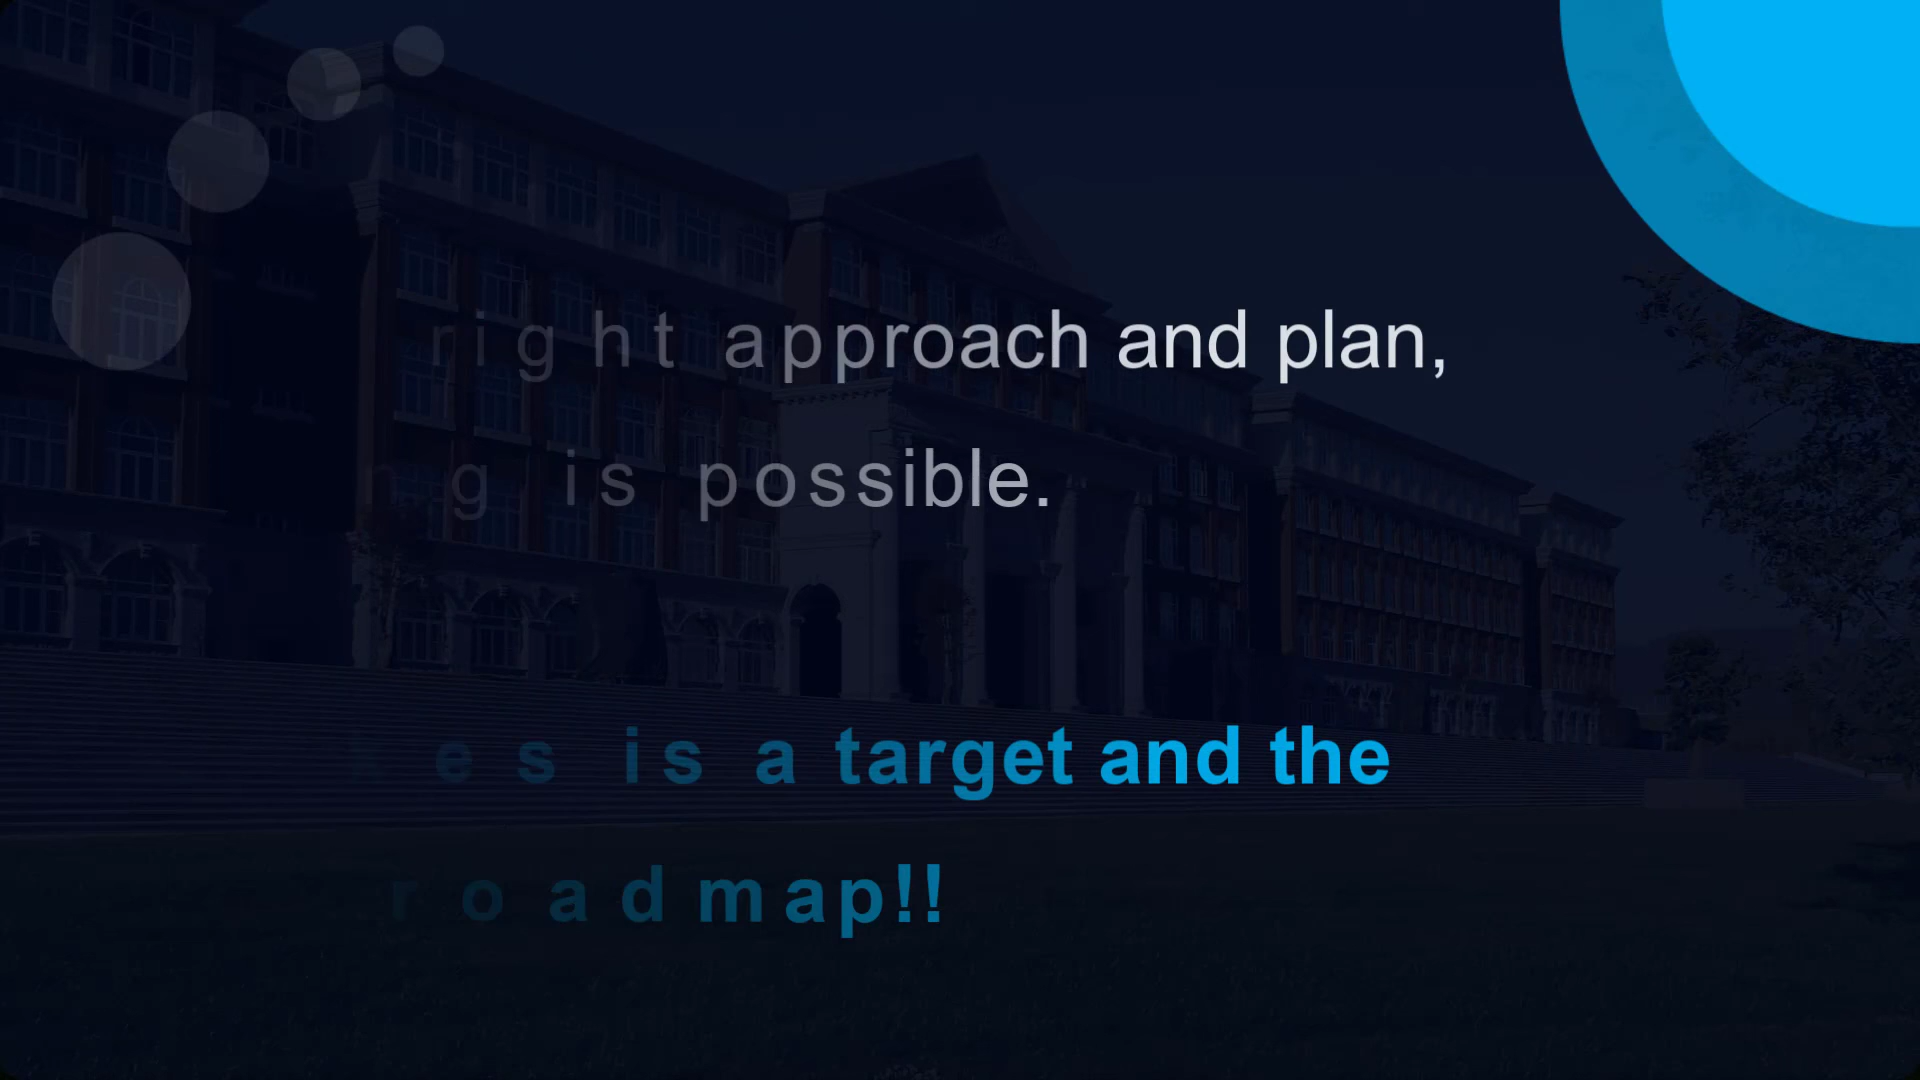 right approach and plan,
is possible.
is a target and the
roadmap!!